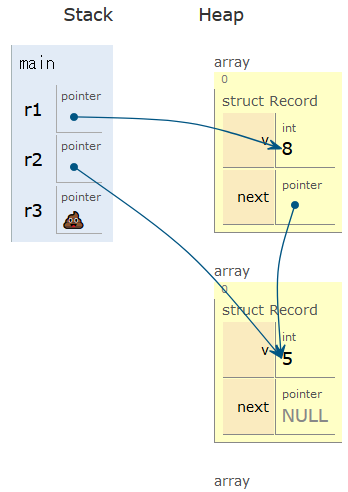 Stack Heap
main
r1 pointer
r2 pointer
r3 pointer
array
0
struct Record
v int
8
next pointer
array
0
struct Record
v int
5
next pointer
NULL
array